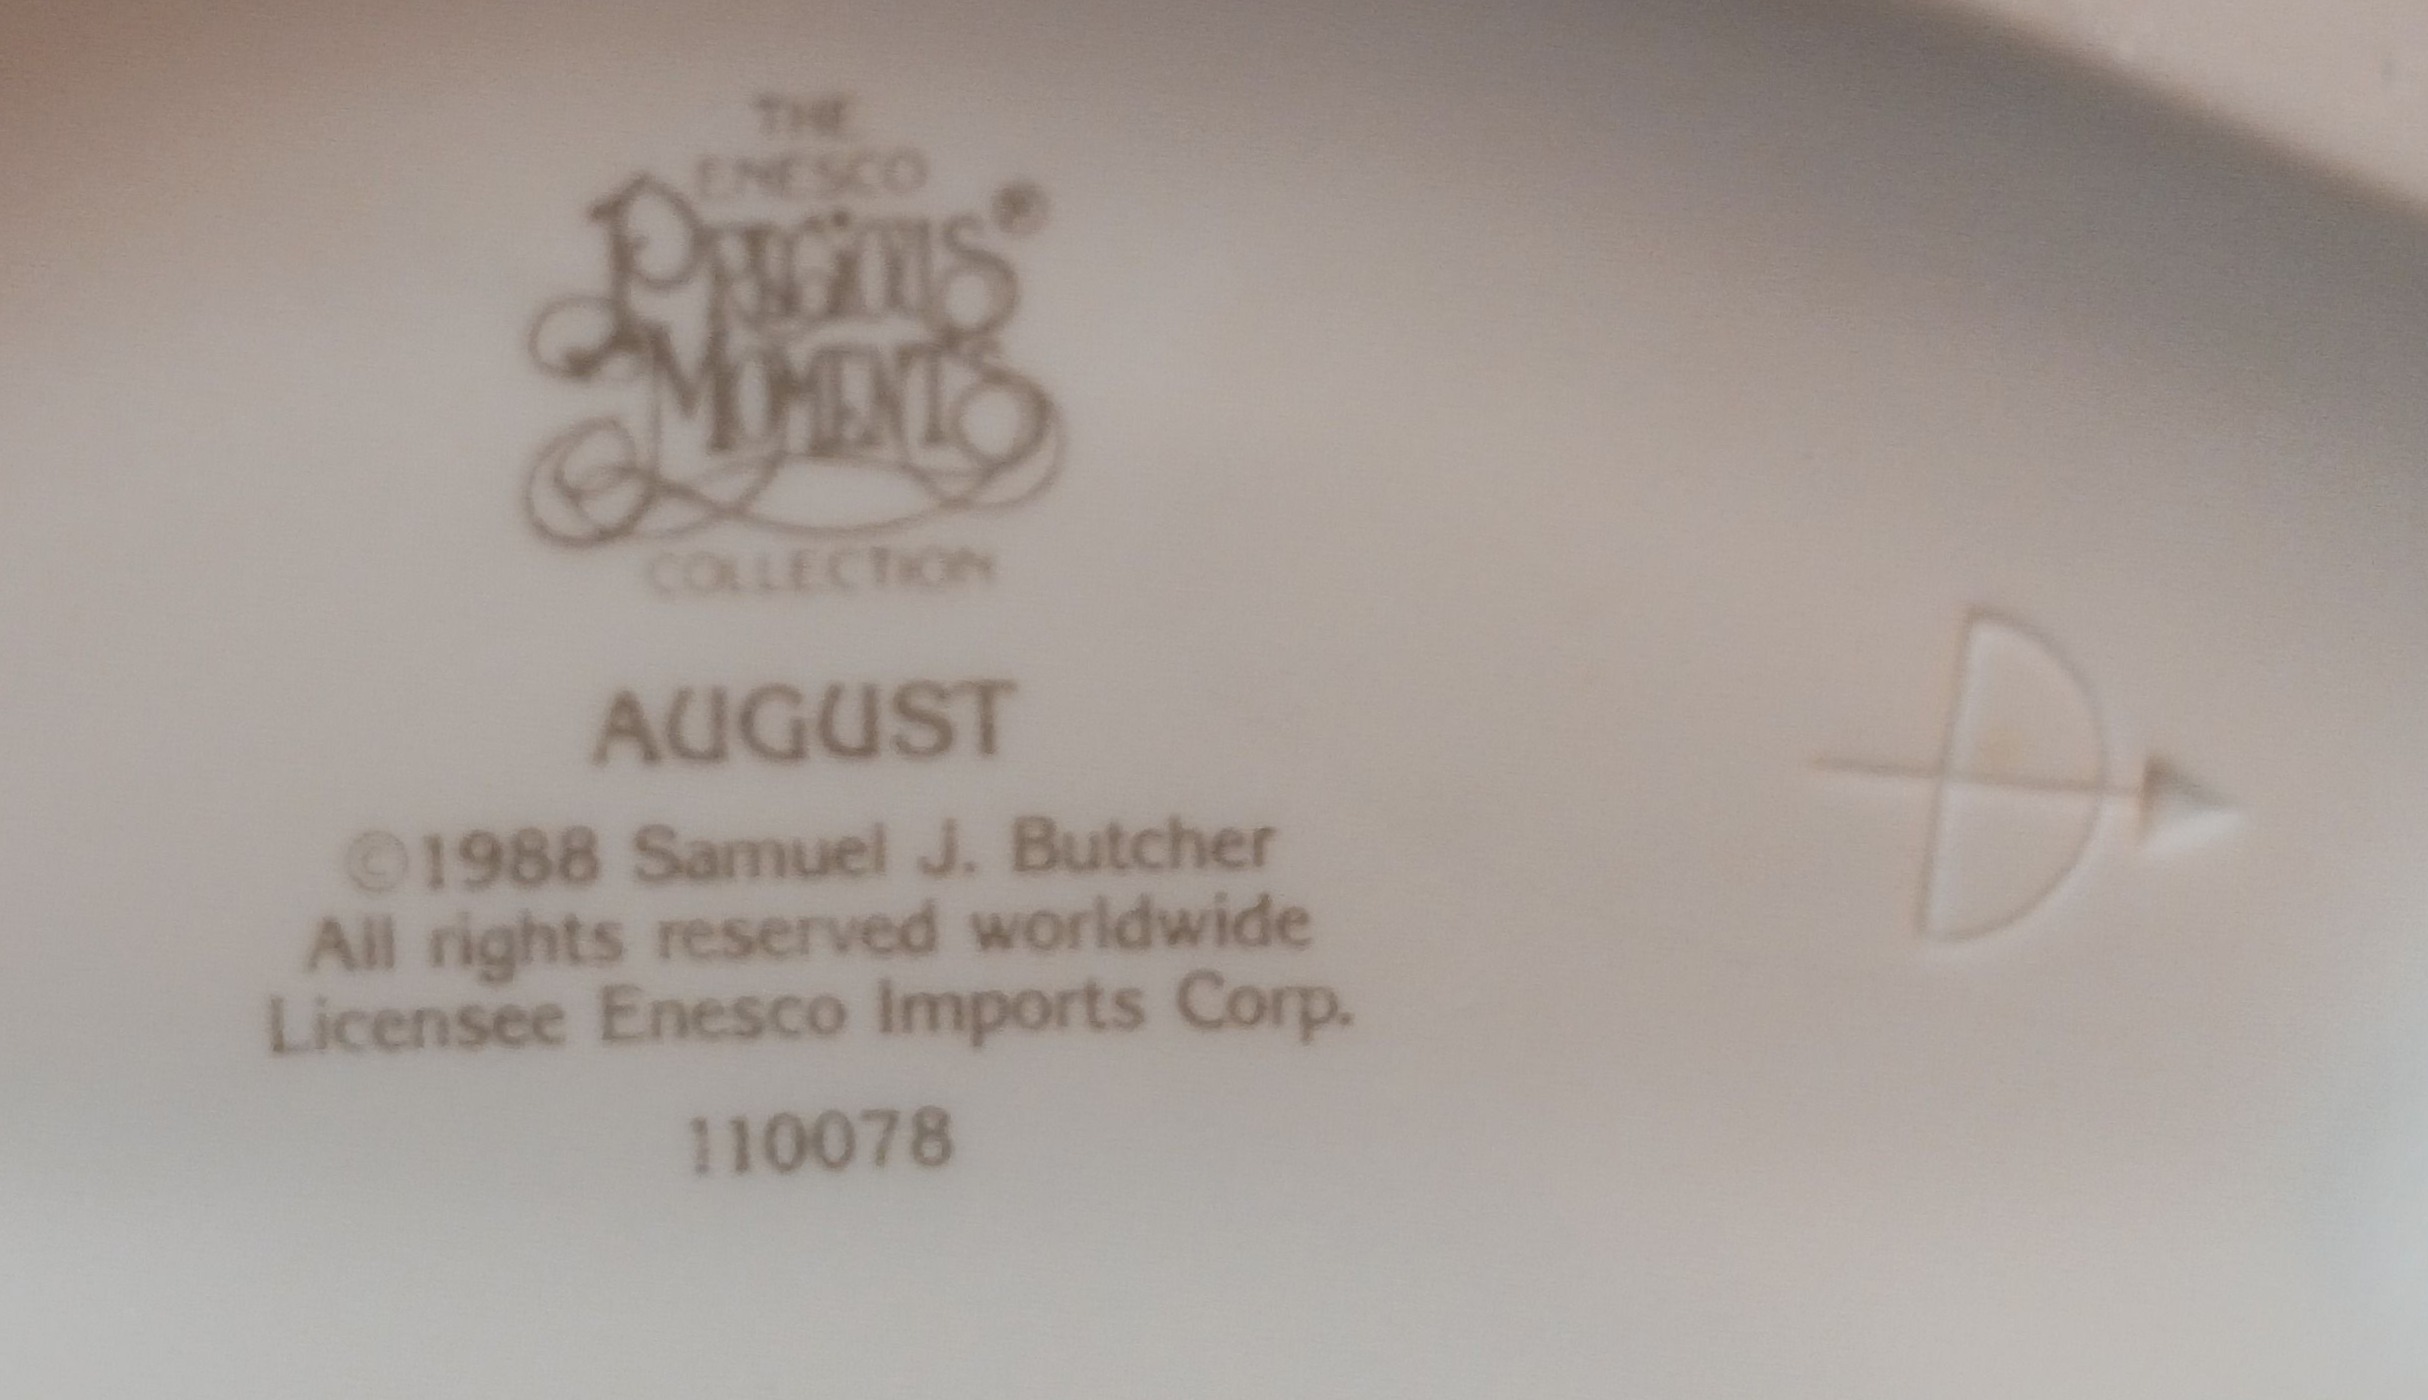 THE
ENESCO
PRECIOUS®
MOMENTS
COLLECTION
AUGUST
©1988 Samuel J. Butcher
All rights reserved worldwide
Licensee Enesco Imports Corp.
110078